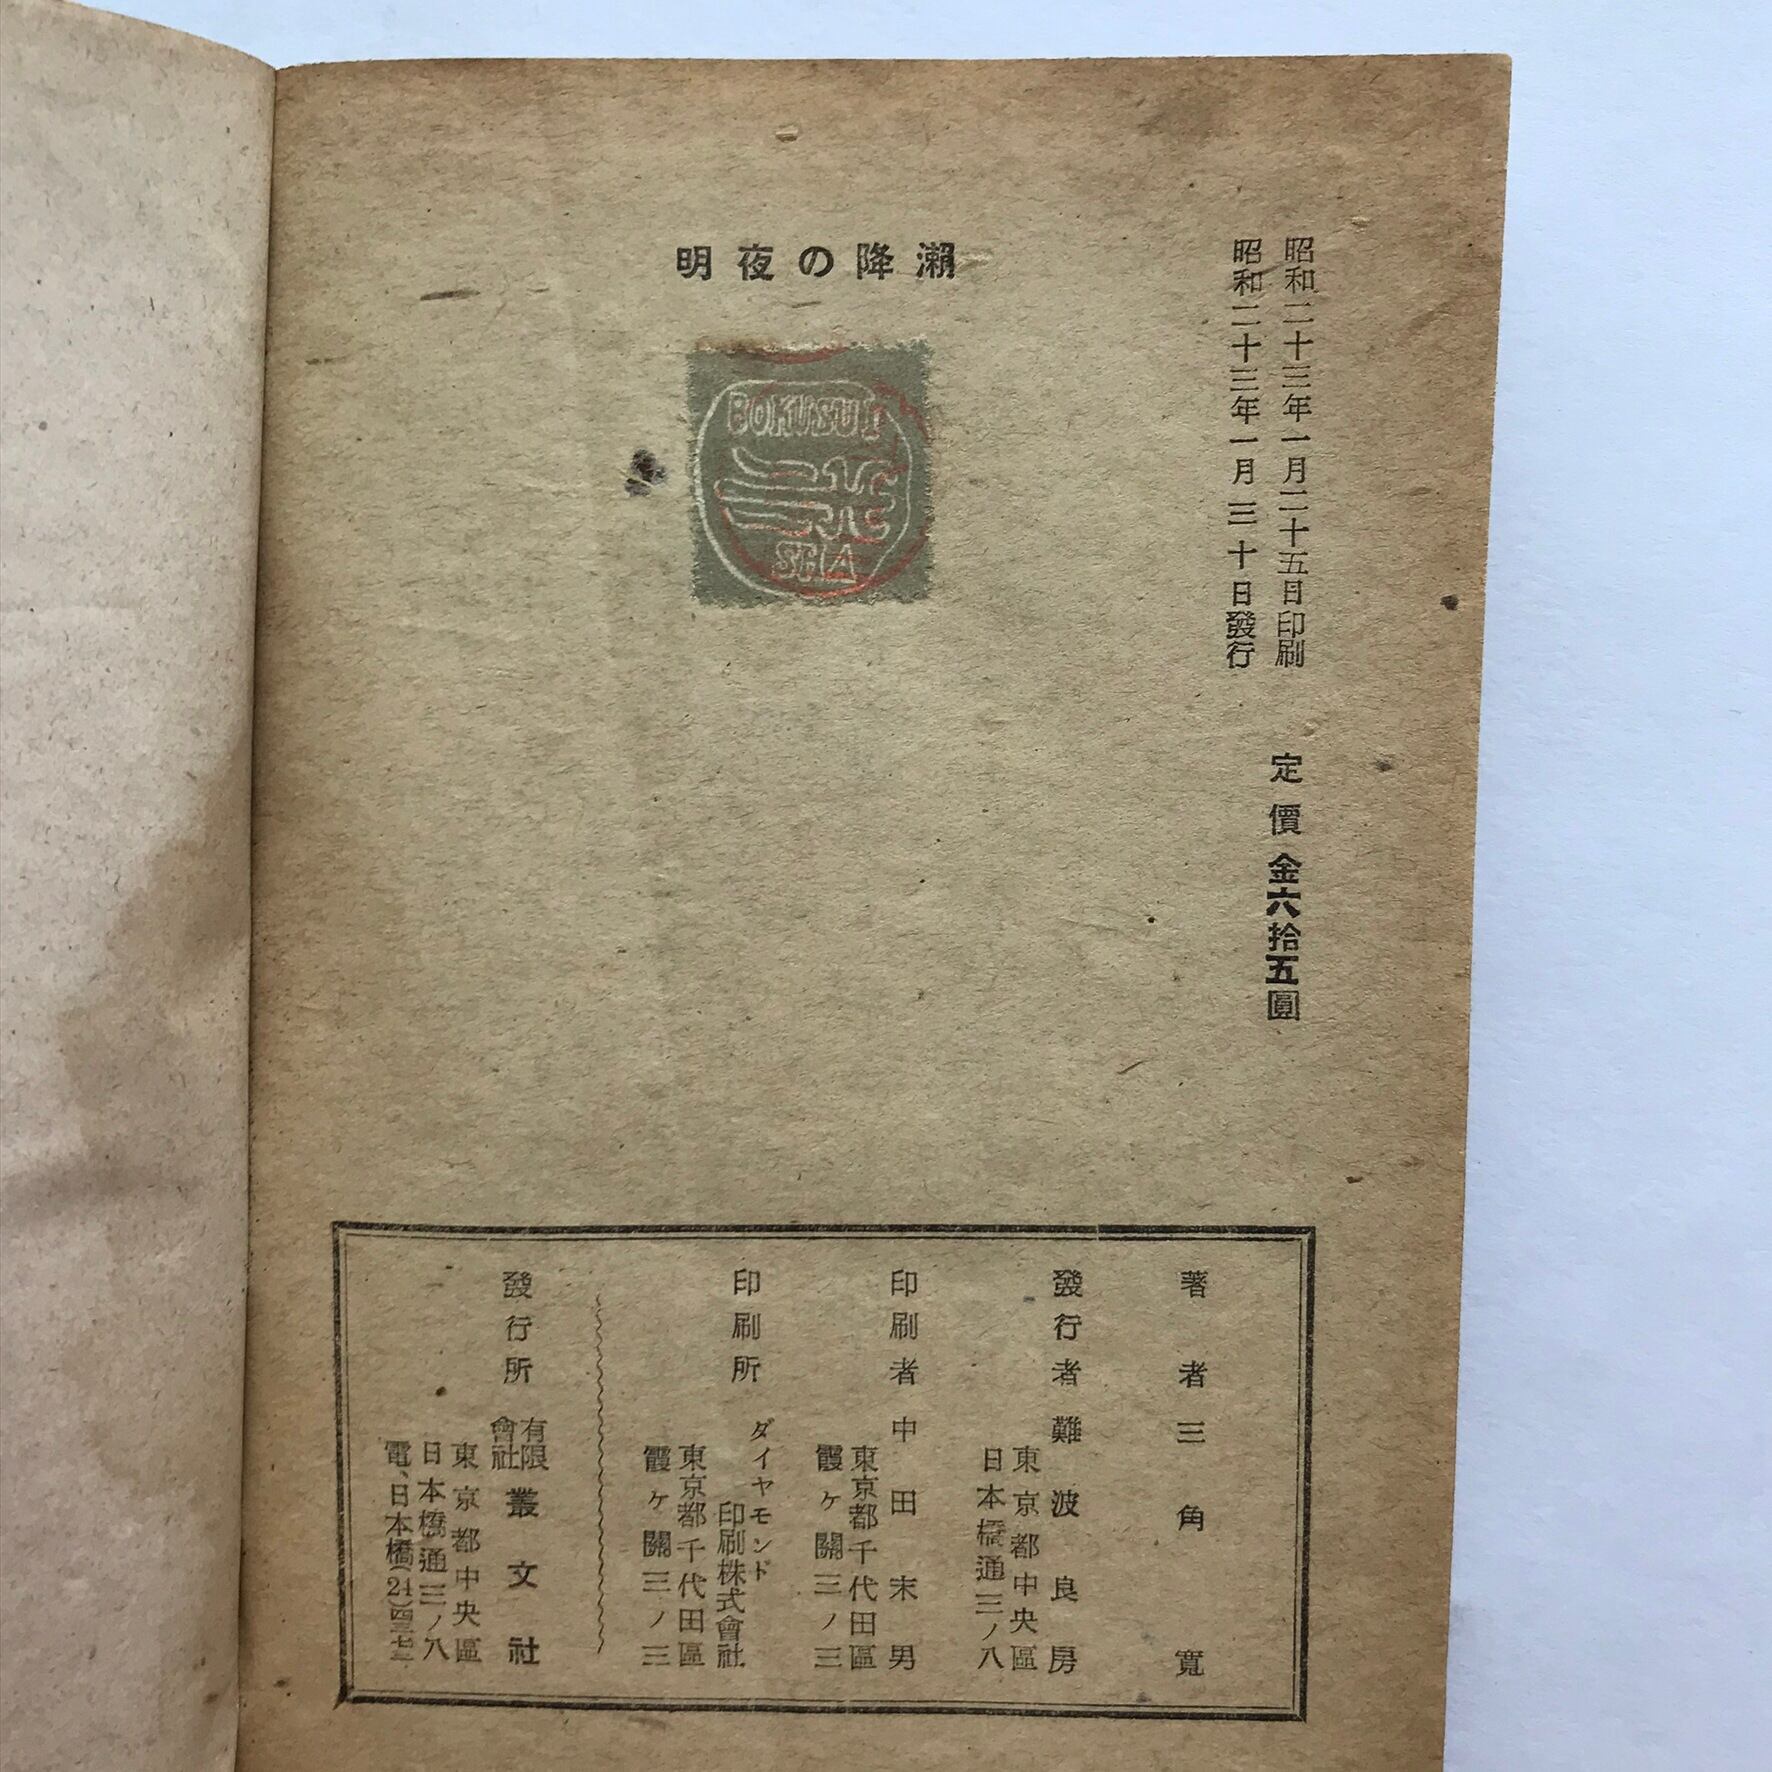 昭和二十三年一月二十五日印刷
昭和二十三年一月三十日發行
定價 金六拾五圓
瀨降の夜明
BOKUSUI
SHA
著者 三角寬
發行者 難波良房
東京都中央區
日本橋通三ノ八
印刷者 中田末男
東京都千代田區
霞ケ關三ノ三
印刷所 ダイヤモンド
印刷株式會社
東京都千代田區
霞ケ關三ノ三
發行所 有限會社 叢文社
東京都中央區
日本橋通三ノ八
電、日本橋(24)